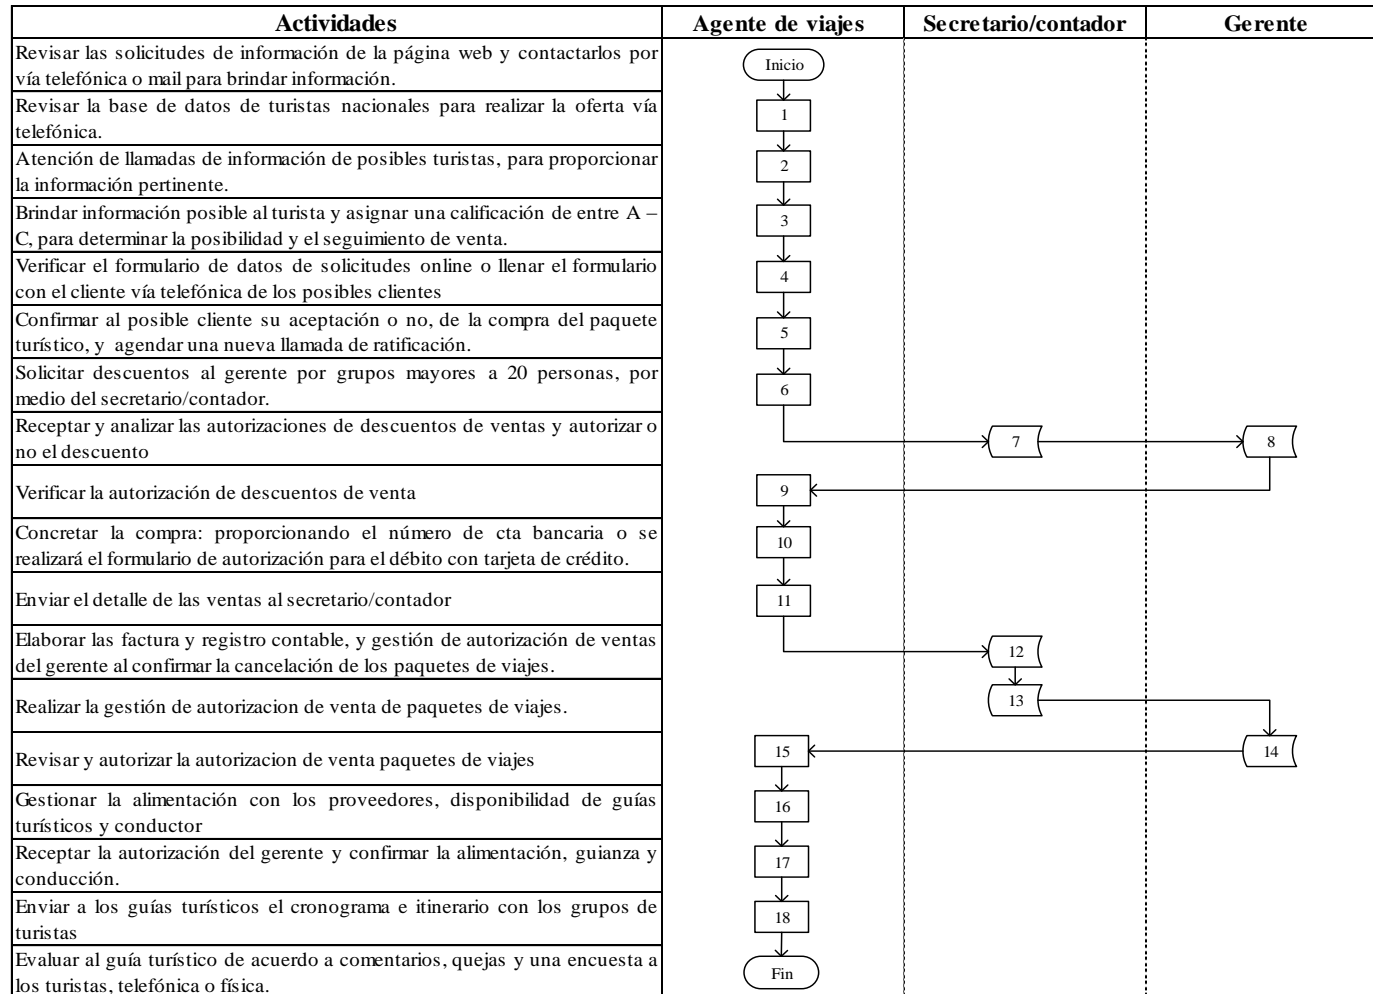 Actividades Agente de viajes Secretario/contador Gerente
Revisar las solicitudes de información de la página web y contactarlos por
vía telefónica o mail para brindar información.
Inicio
Revisar la base de datos de turistas nacionales para realizar la oferta vía
telefónica.
1
Atención de llamadas de información de posibles turistas, para proporcionar
la información pertinente.
2
Brindar información posible al turista y asignar una calificación de entre A –
C, para determinar la posibilidad y el seguimiento de venta.
3
Verificar el formulario de datos de solicitudes online o llenar el formulario
con el cliente vía telefónica de los posibles clientes
4
Confirmar al posible cliente su aceptación o no, de la compra del paquete
turístico, y agendar una nueva llamada de ratificación.
5
Solicitar descuentos al gerente por grupos mayores a 20 personas, por
medio del secretario/contador.
6
Receptar y analizar las autorizaciones de descuentos de ventas y autorizar o
no el descuento
7 8
Verificar la autorización de descuentos de venta
9
Concretar la compra: proporcionando el número de cta bancaria o se
realizará el formulario de autorización para el débito con tarjeta de crédito.
10
Enviar el detalle de las ventas al secretario/contador
11
Elaborar las factura y registro contable, y gestión de autorización de ventas
del gerente al confirmar la cancelación de los paquetes de viajes.
12
Realizar la gestión de autorizacion de venta de paquetes de viajes.
13
Revisar y autorizar la autorizacion de venta paquetes de viajes
15 14
Gestionar la alimentación con los proveedores, disponibilidad de guías
turísticos y conductor
16
Receptar la autorización del gerente y confirmar la alimentación, guianza y
conducción.
17
Enviar a los guías turísticos el cronograma e itinerario con los grupos de
turistas
18
Evaluar al guía turístico de acuerdo a comentarios, quejas y una encuesta a
los turistas, telefónica o física.
Fin